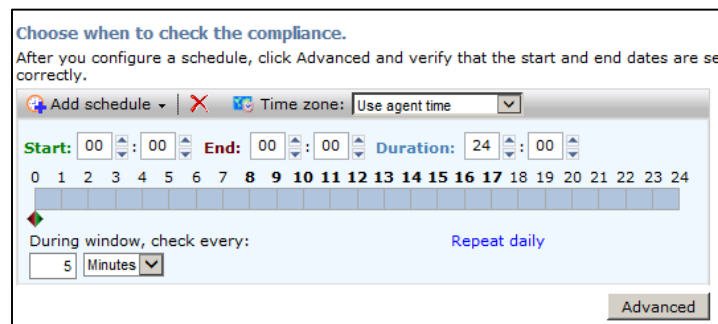 Choose when to check the compliance.
After you configure a schedule, click Advanced and verify that the start and end dates are se
correctly.
Add schedule Time zone: Use agent time
Start: 00 : 00 End: 00 : 00 Duration: 24 : 00
0 1 2 3 4 5 6 7 8 9 10 11 12 13 14 15 16 17 18 19 20 21 22 23 24
During window, check every: Repeat daily
5 Minutes
Advanced